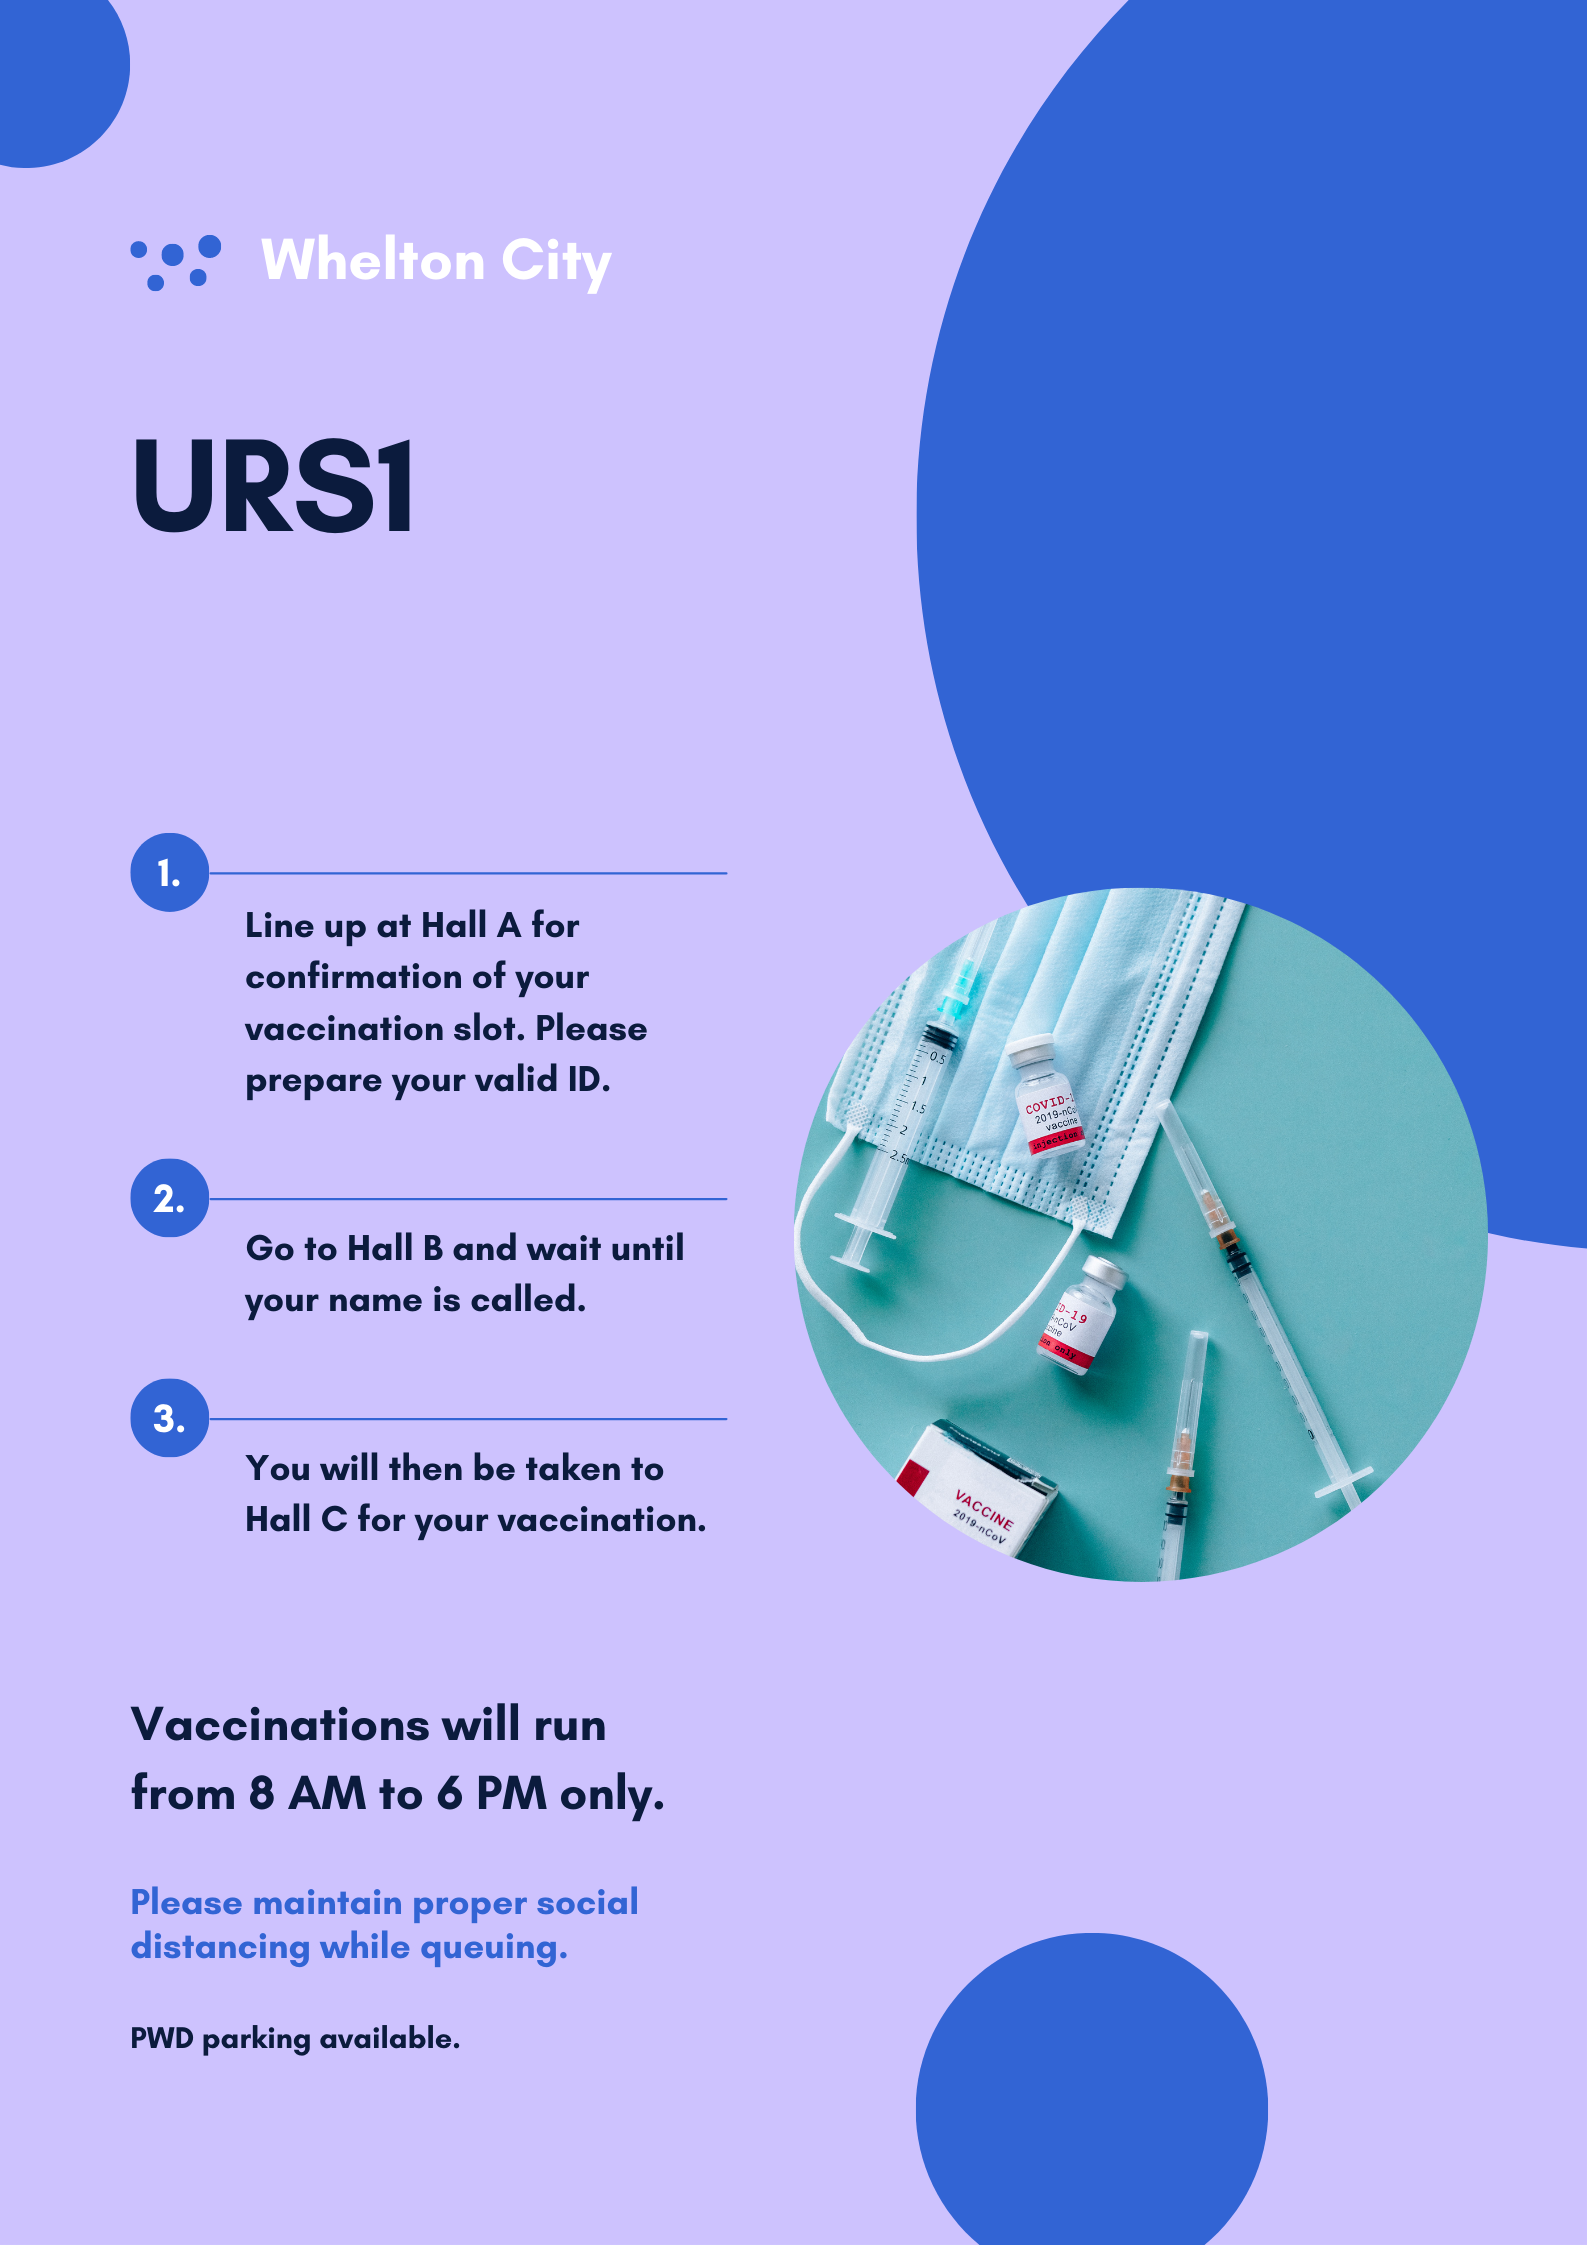 Whelton City
URS1
1.
Line up at Hall A for
confirmation of your
vaccination slot. Please
prepare your valid ID.
2.
Go to Hall B and wait until
your name is called.
3.
You will then be taken to
Hall C for your vaccination.
0.5
1
1.5
2
2.5
COVID-1
2019-nCo
vaccine
injection
D-19
nCoV
cine
only
VACCINE
2019-nCoV
Vaccinations will run
from 8 AM to 6 PM only.
Please maintain proper social
distancing while queuing.
PWD parking available.